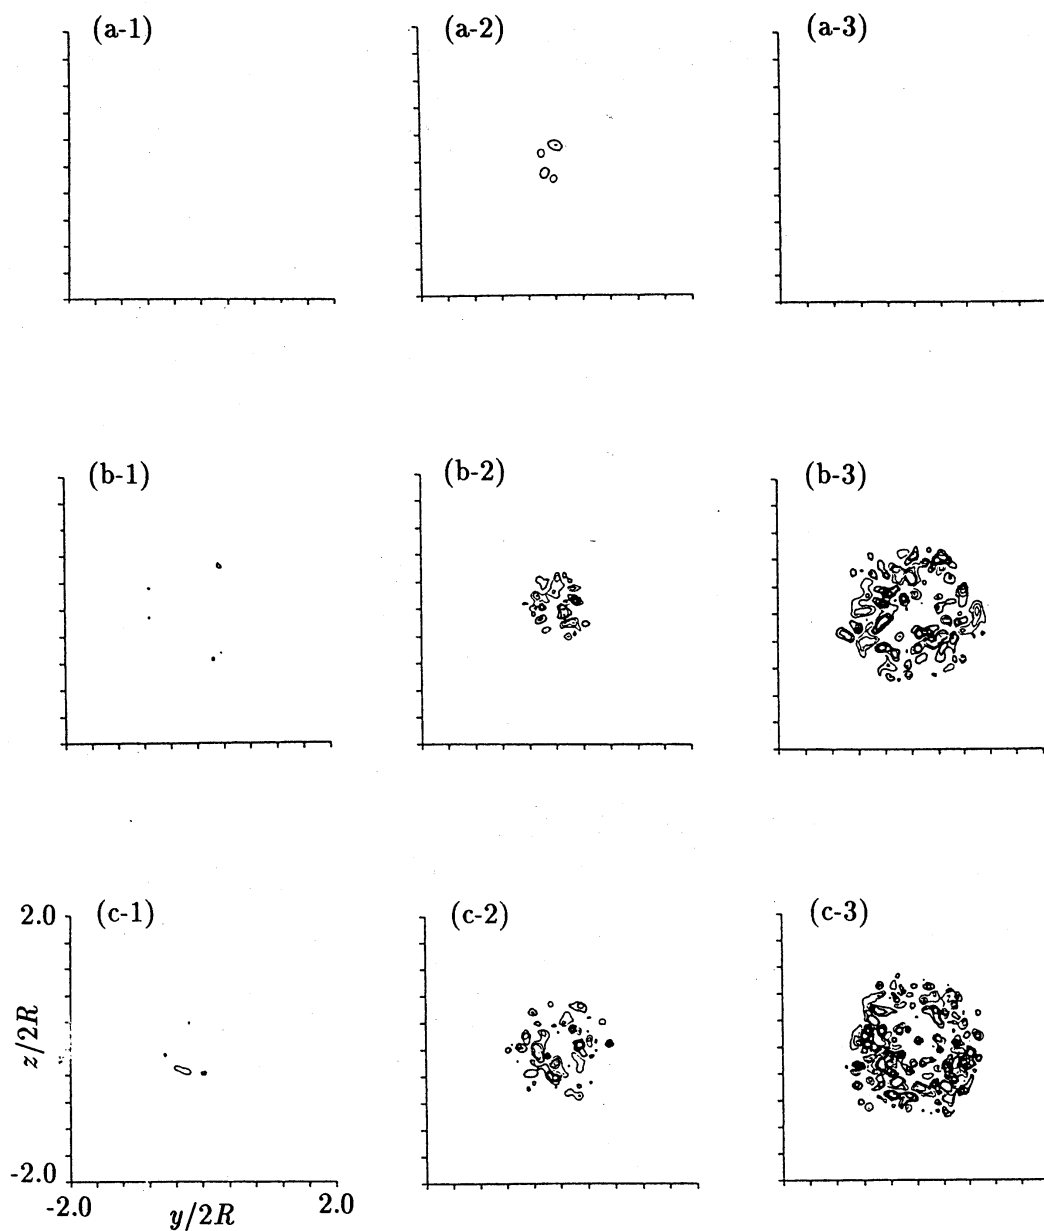 (a-1)
(a-2)
(a-3)
(b-1)
(b-2)
(b-3)
(c-1)
(c-2)
(c-3)
2.0
z/2R
-2.0
-2.0
y/2R
2.0